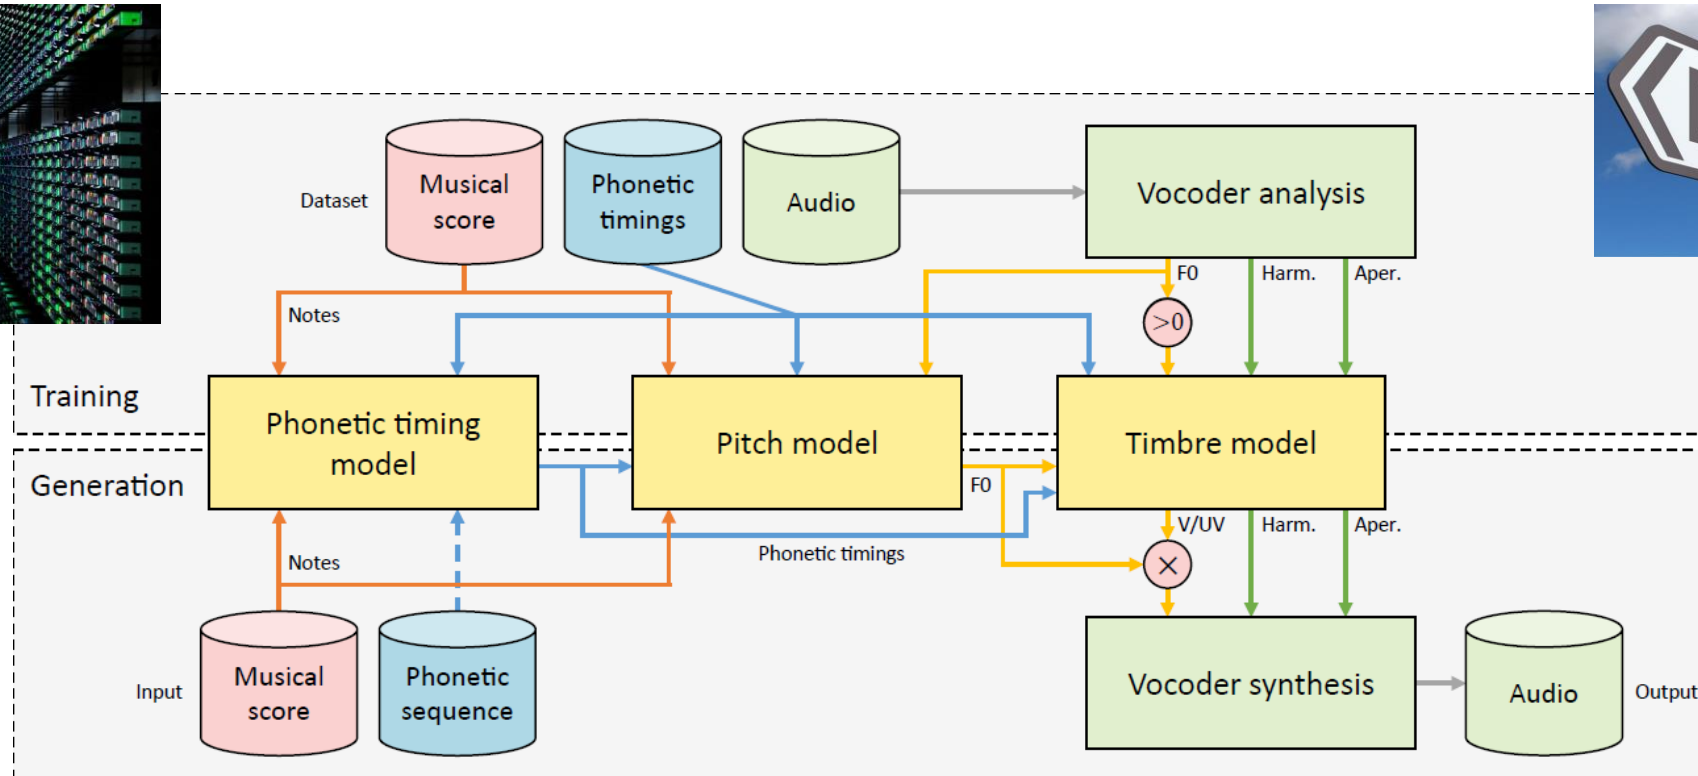 Dataset
Musical
score
Phonetic
timings
Audio
Vocoder analysis
F0
Harm.
Aper.
>0
Notes
Training
Phonetic timing
model
Pitch model
Timbre model
Generation
F0
V/UV
Harm.
Aper.
Phonetic timings
×
Notes
Input
Musical
score
Phonetic
sequence
Vocoder synthesis
Audio
Output